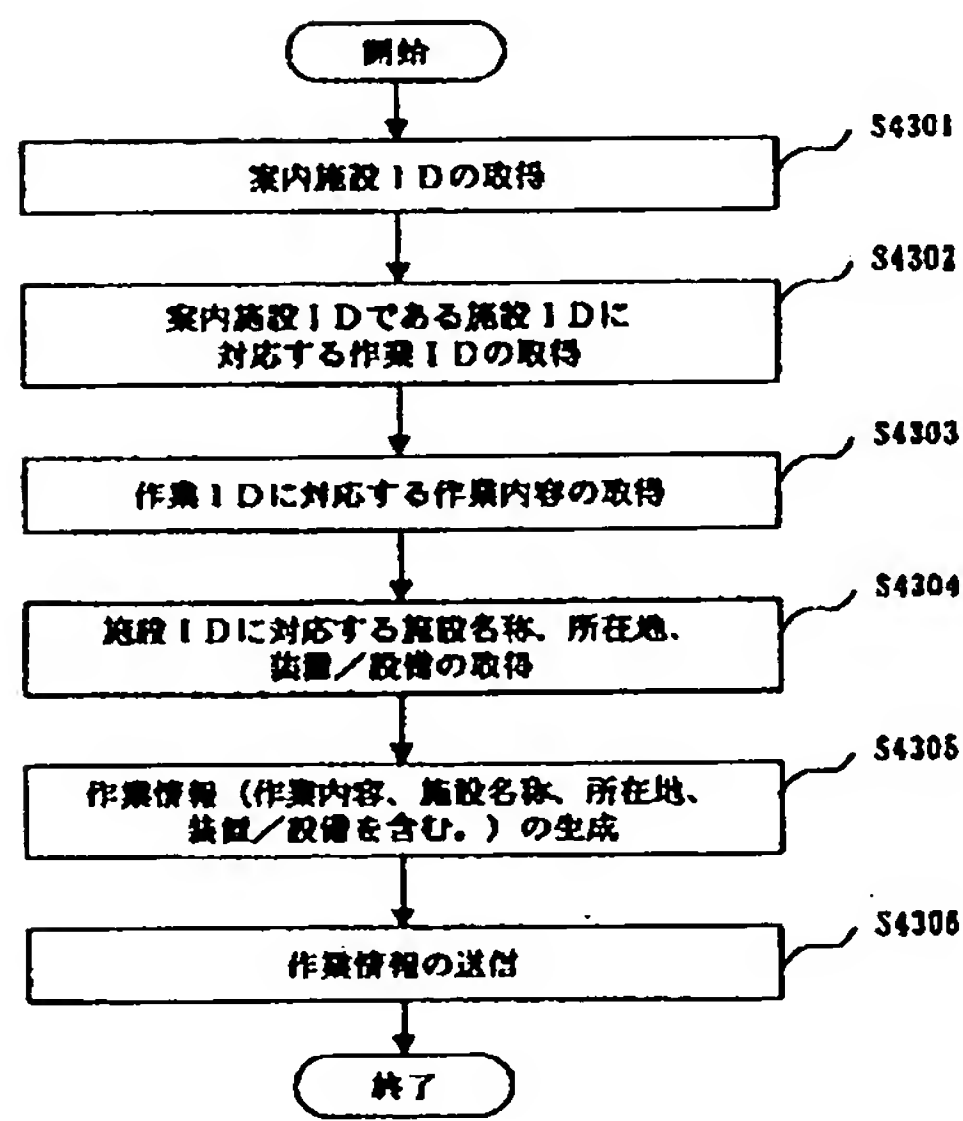 開始
S4301
案内施設IDの取得
S4302
案内施設IDである施設IDに
対応する作業IDの取得
S4303
作業IDに対応する作業内容の取得
S4304
施設IDに対応する施設名称、所在地、
装置／設備の取得
S4305
作業情報（作業内容、施設名称、所在地、
装置／設備を含む。）の生成
S4306
作業情報の送信
終了